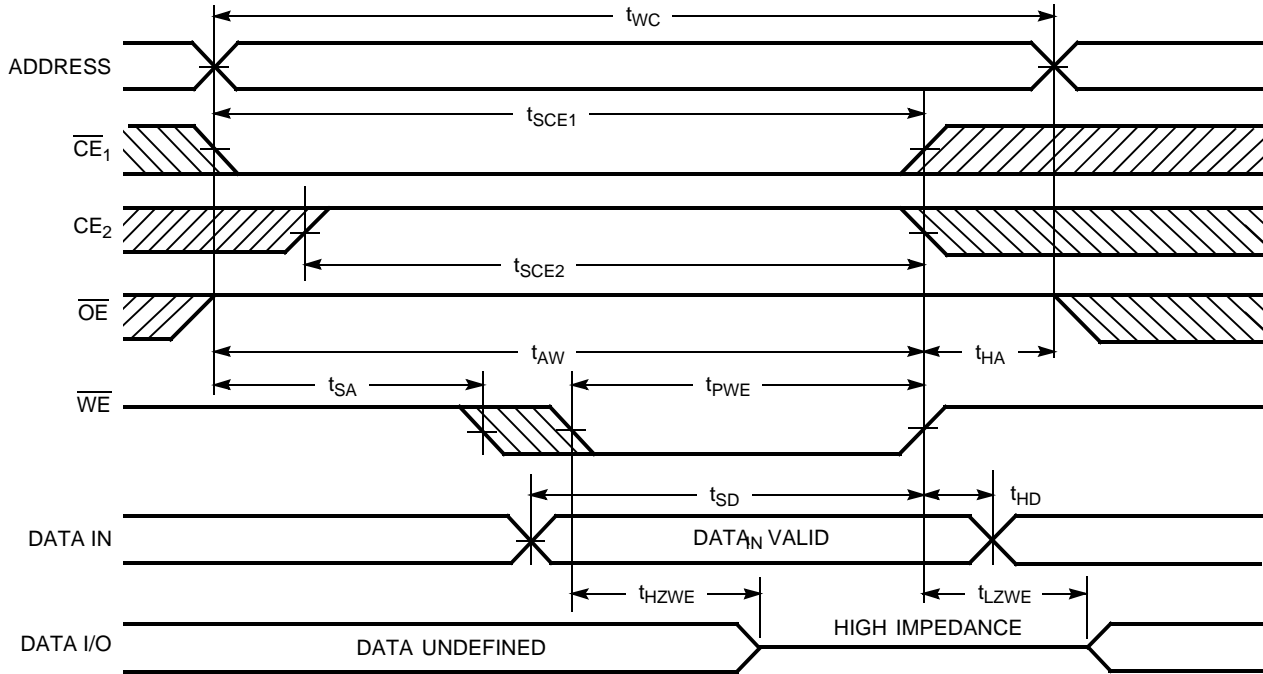 tWC
ADDRESS
tSCE1
CE1
CE2
tSCE2
OE
tAW
tHA
tSA
tPWE
WE
tSD
tHD
DATA IN
DATAIN VALID
tHZWE
tLZWE
HIGH IMPEDANCE
DATA I/O
DATA UNDEFINED